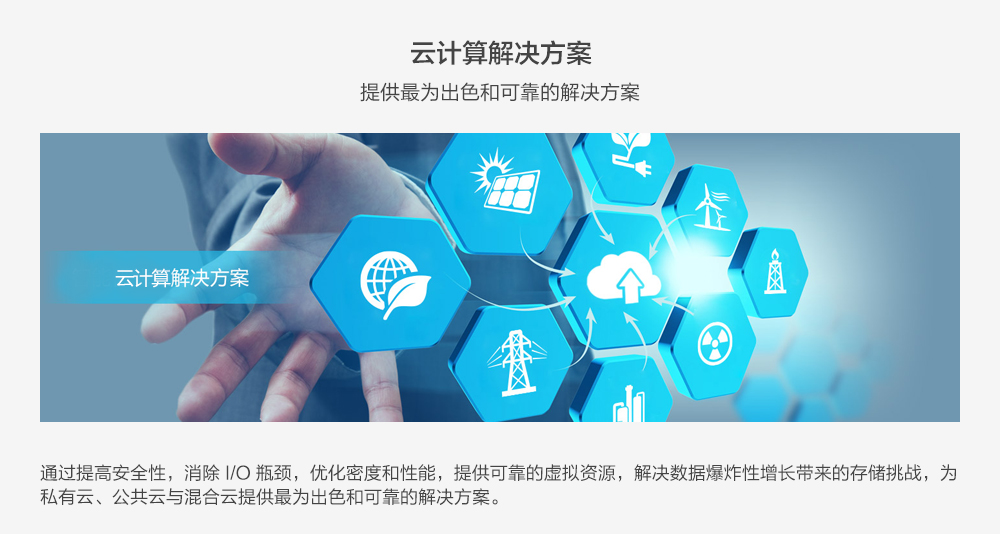 云计算解决方案
提供最为出色和可靠的解决方案
云计算解决方案
通过提高安全性，消除 I/O 瓶颈，优化密度和性能，提供可靠的虚拟资源，解决数据爆炸性增长带来的存储挑战，为
私有云、公共云与混合云提供最为出色和可靠的解决方案。